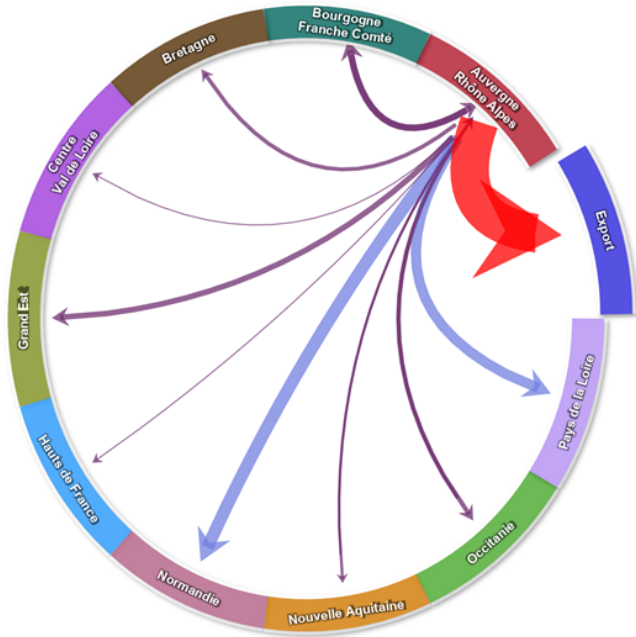 Bourgogne
Franche Comté
Auvergne
Rhône Alpes
Bretagne
Centre
Val de Loire
Export
Grand Est
Pays de la Loire
Hauts de France
Occitanie
Normandie
Nouvelle Aquitaine